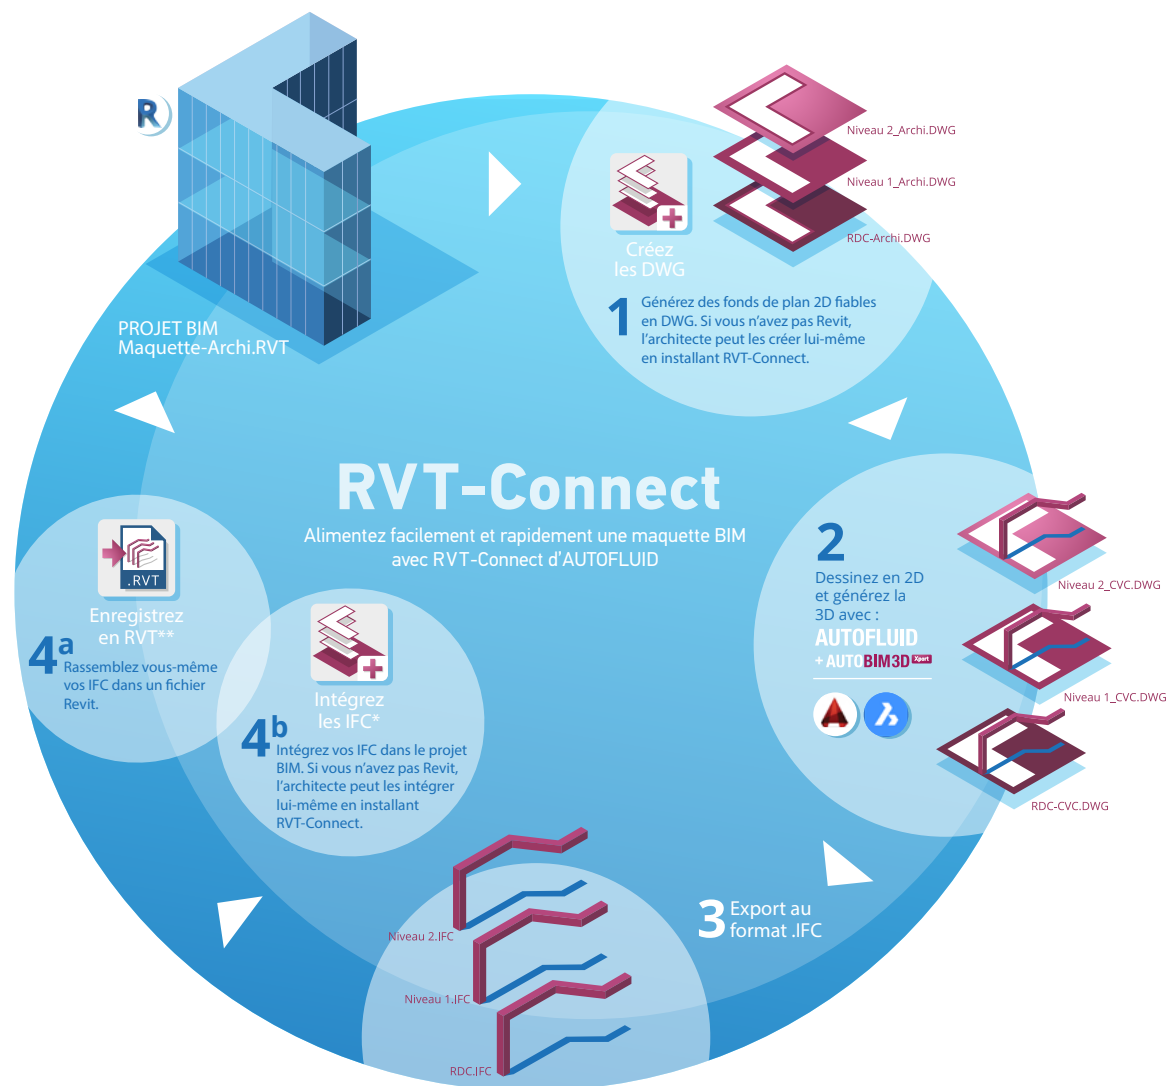 R
PROJET BIM
Maquette-Archi.RVT
Niveau 2_Archi.DWG
Niveau 1_Archi.DWG
RDC-Archi.DWG
Créez
les DWG
1
Générez des fonds de plan 2D fiables
en DWG. Si vous n’avez pas Revit,
l’architecte peut les créer lui-même
en installant RVT-Connect.
RVT-Connect
Alimentez facilement et rapidement une maquette BIM
avec RVT-Connect d’AUTOFLUID
2
Dessinez en 2D
et générez la
3D avec :
AUTOFLUID
+ AUTOBIM3D Xpert
Niveau 2_CVC.DWG
Niveau 1_CVC.DWG
RDC-CVC.DWG
3 Export au
format .IFC
Niveau 2.IFC
Niveau 1.IFC
RDC.IFC
.RVT
Enregistrez
en RVT**
4a
Rassemblez vous-même
vos IFC dans un fichier
Revit.
Intégrez
les IFC*
4b
Intégrez vos IFC dans le projet
BIM. Si vous n’avez pas Revit,
l’architecte peut les intégrer
lui-même en installant
RVT-Connect.